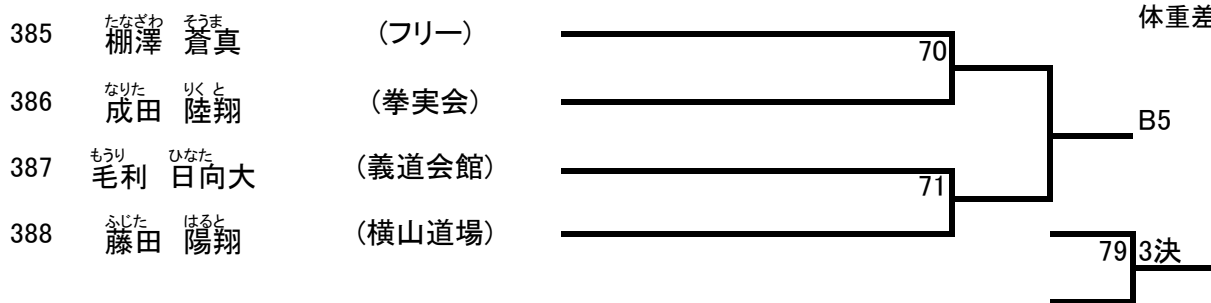 体重差
385 棚澤 蒼真 (フリー)
たなざわ そうま
70
386 成田 陸翔 (拳実会)
なりた りくと
B5
387 毛利 日向大 (義道会館)
もうり ひなた
71
388 藤田 陽翔 (横山道場)
ふじた はると
79 3決